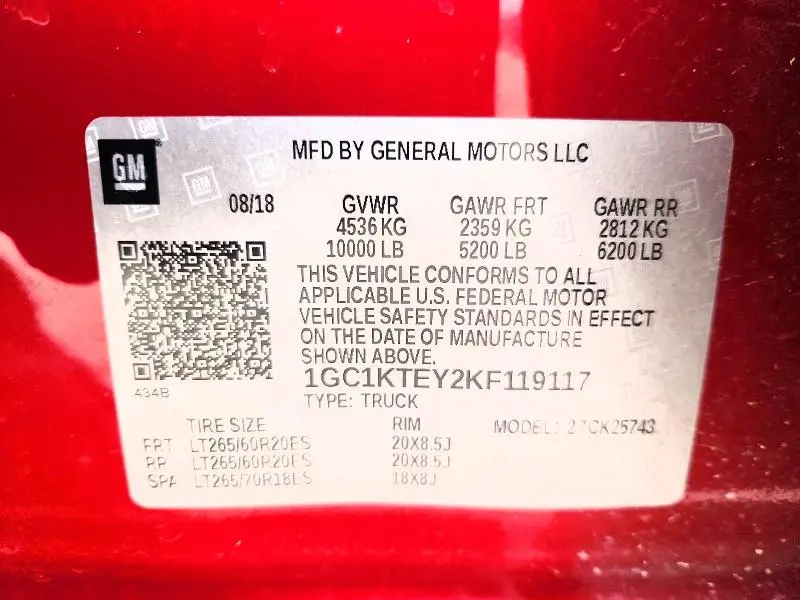 GM
MFD BY GENERAL MOTORS LLC
08/18 GVWR GAWR FRT GAWR RR
4536 KG 2359 KG 2812 KG
10000 LB 5200 LB 6200 LB
THIS VEHICLE CONFORMS TO ALL
APPLICABLE U.S. FEDERAL MOTOR
VEHICLE SAFETY STANDARDS IN EFFECT
ON THE DATE OF MANUFACTURE
SHOWN ABOVE.
1GC1KTEY2KF119117
434B
TYPE: TRUCK
TIRE SIZE RIM MODEL: 27CK25743
FRT LT265/60R20ES 20X8.5J
RR LT265/60R20ES 20X8.5J
SPA LT265/70R18ES 18X8J